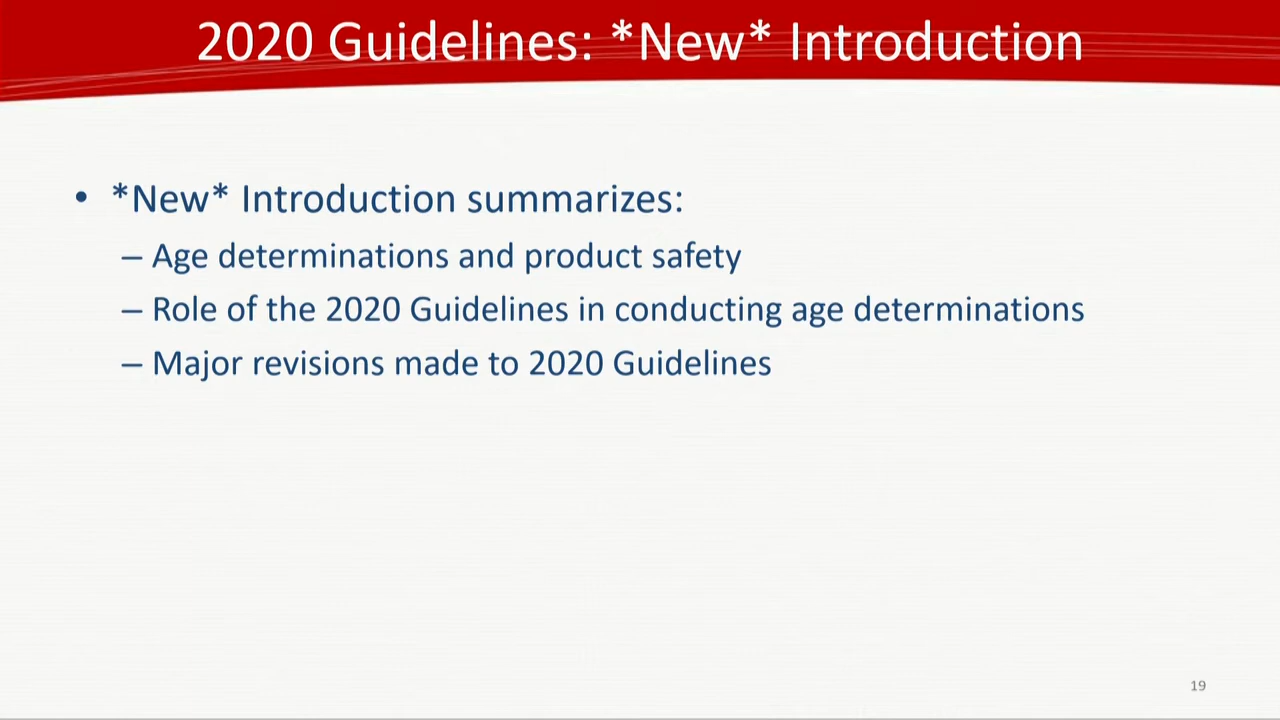 2020 Guidelines: *New* Introduction
• *New* Introduction summarizes:
– Age determinations and product safety
– Role of the 2020 Guidelines in conducting age determinations
– Major revisions made to 2020 Guidelines
19